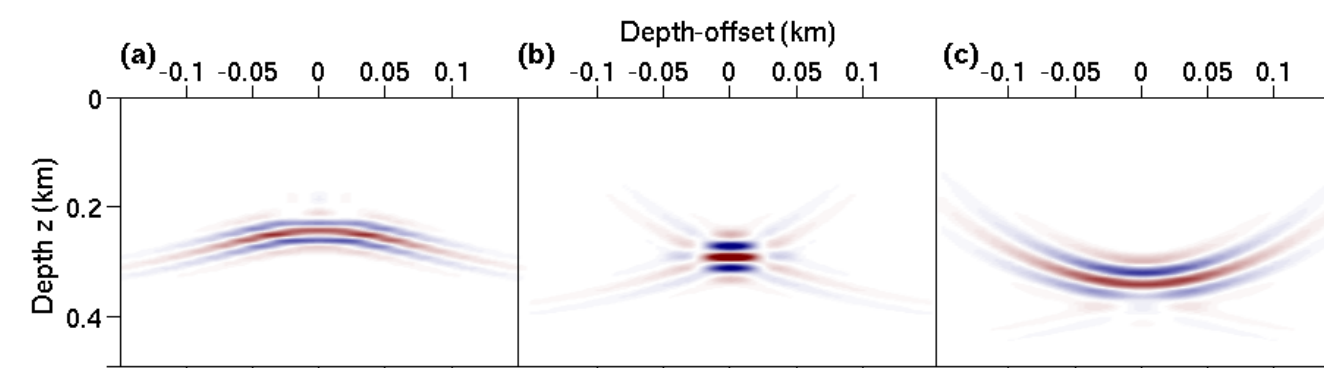 Depth-offset (km)
(a) -0.1 -0.05 0 0.05 0.1 (b) -0.1 -0.05 0 0.05 0.1 (c) -0.1 -0.05 0 0.05 0.1
0
0.2
0.4
Depth z (km)